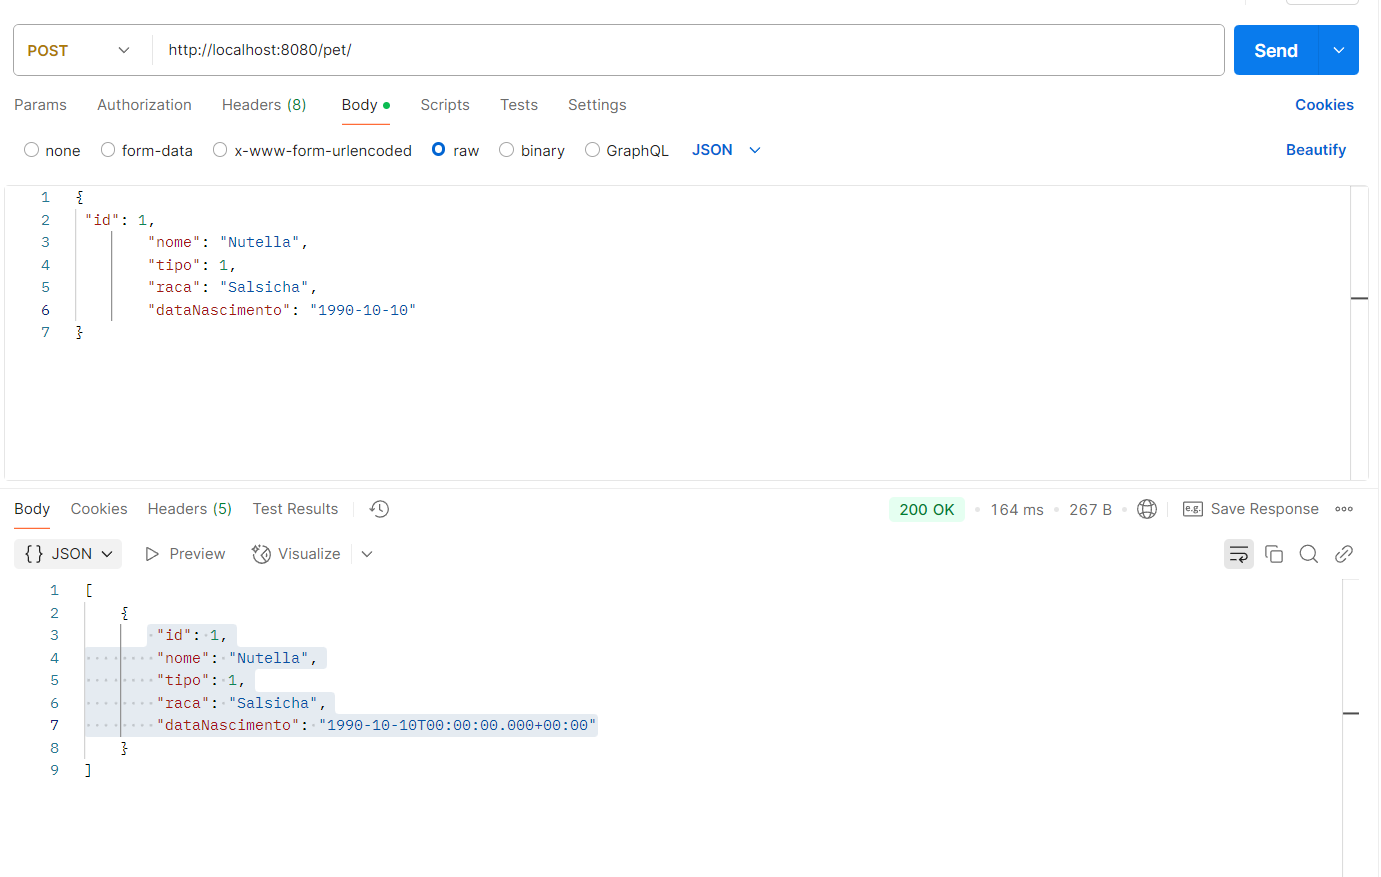 POST http://localhost:8080/pet/ Send
Params Authorization Headers (8) Body Scripts Tests Settings Cookies
none form-data x-www-form-urlencoded raw binary GraphQL JSON Beautify
1 {
2 "id": 1,
3 "nome": "Nutella",
4 "tipo": 1,
5 "raca": "Salsicha",
6 "dataNascimento": "1990-10-10"
7 }
Body Cookies Headers (5) Test Results 200 OK 164 ms 267 B e.g. Save Response
{} JSON Preview Visualize
1 [
2 {
3 "id": 1,
4 "nome": "Nutella",
5 "tipo": 1,
6 "raca": "Salsicha",
7 "dataNascimento": "1990-10-10T00:00:00.000+00:00"
8 }
9 ]